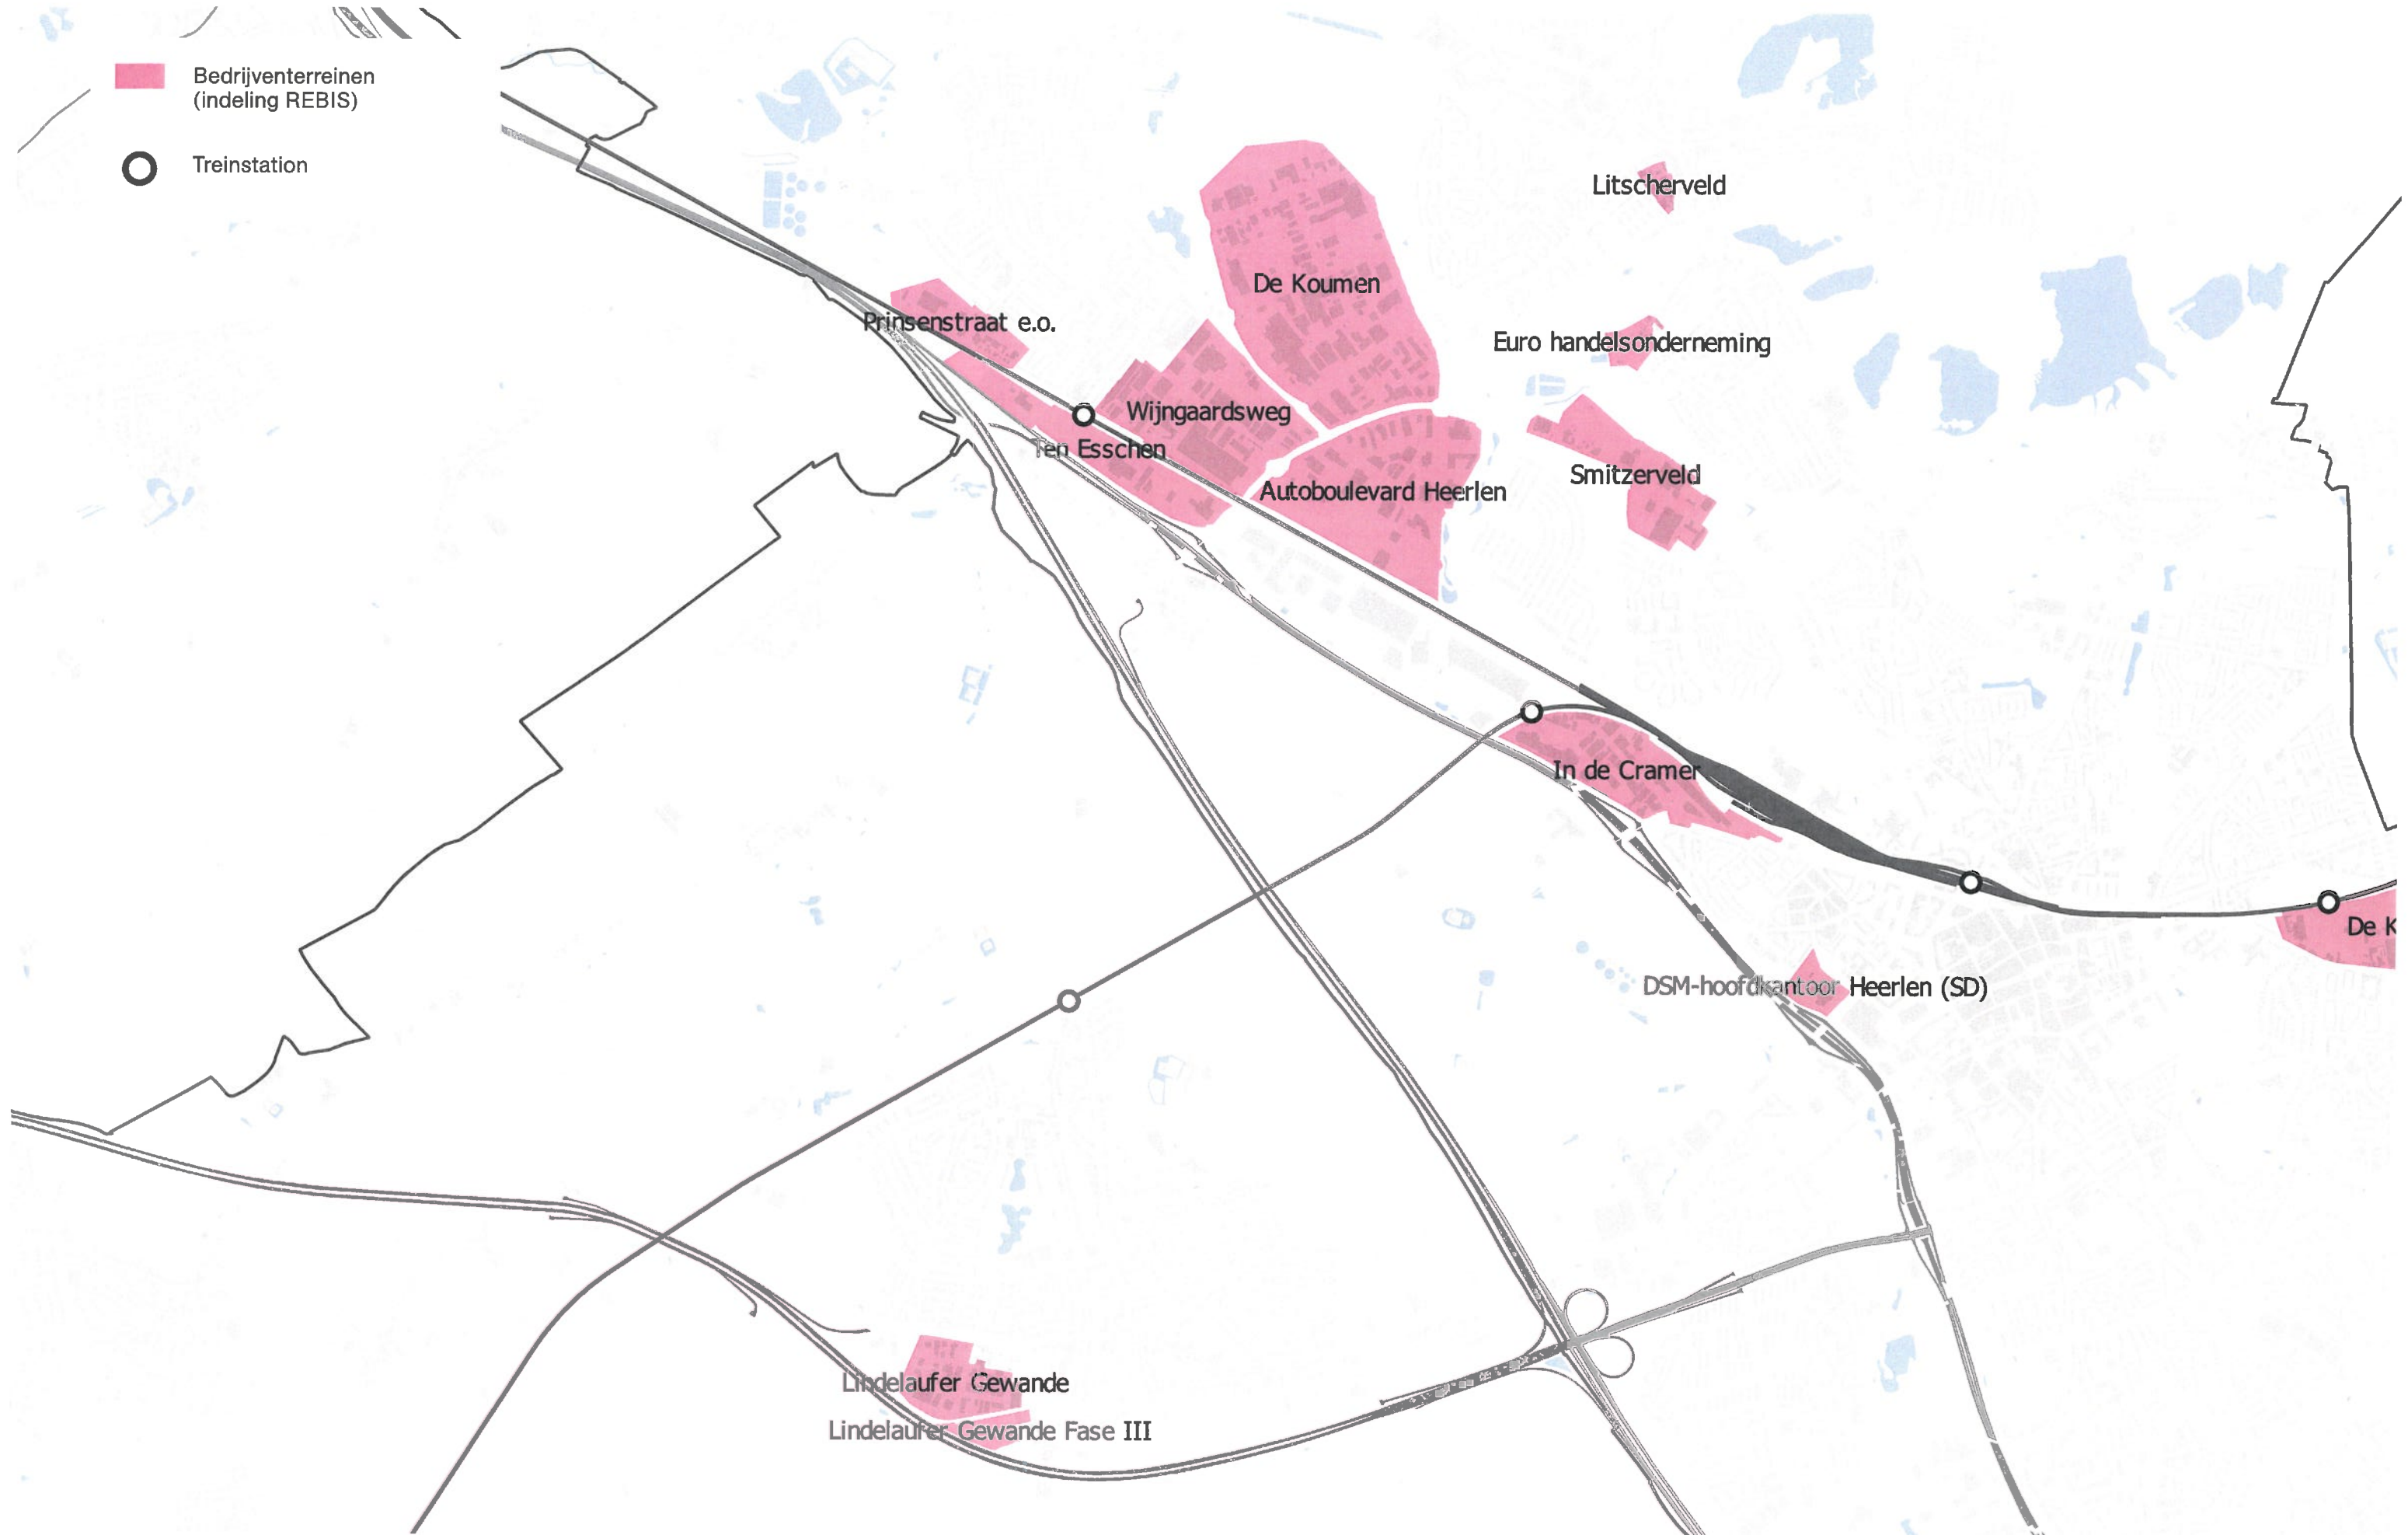 Bedrijventerreinen
(indeling REBIS)
Treinstation
Litscherveld
De Koumen
Prinsenstraat e.o.
Euro handelsonderneming
Wijngaardsweg
Ten Esschen
Smitzerveld
Autoboulevard Heerlen
In de Cramer
De K
DSM-hoofdkantoor Heerlen (SD)
Lindelaufer Gewande
Lindelaufer Gewande Fase III